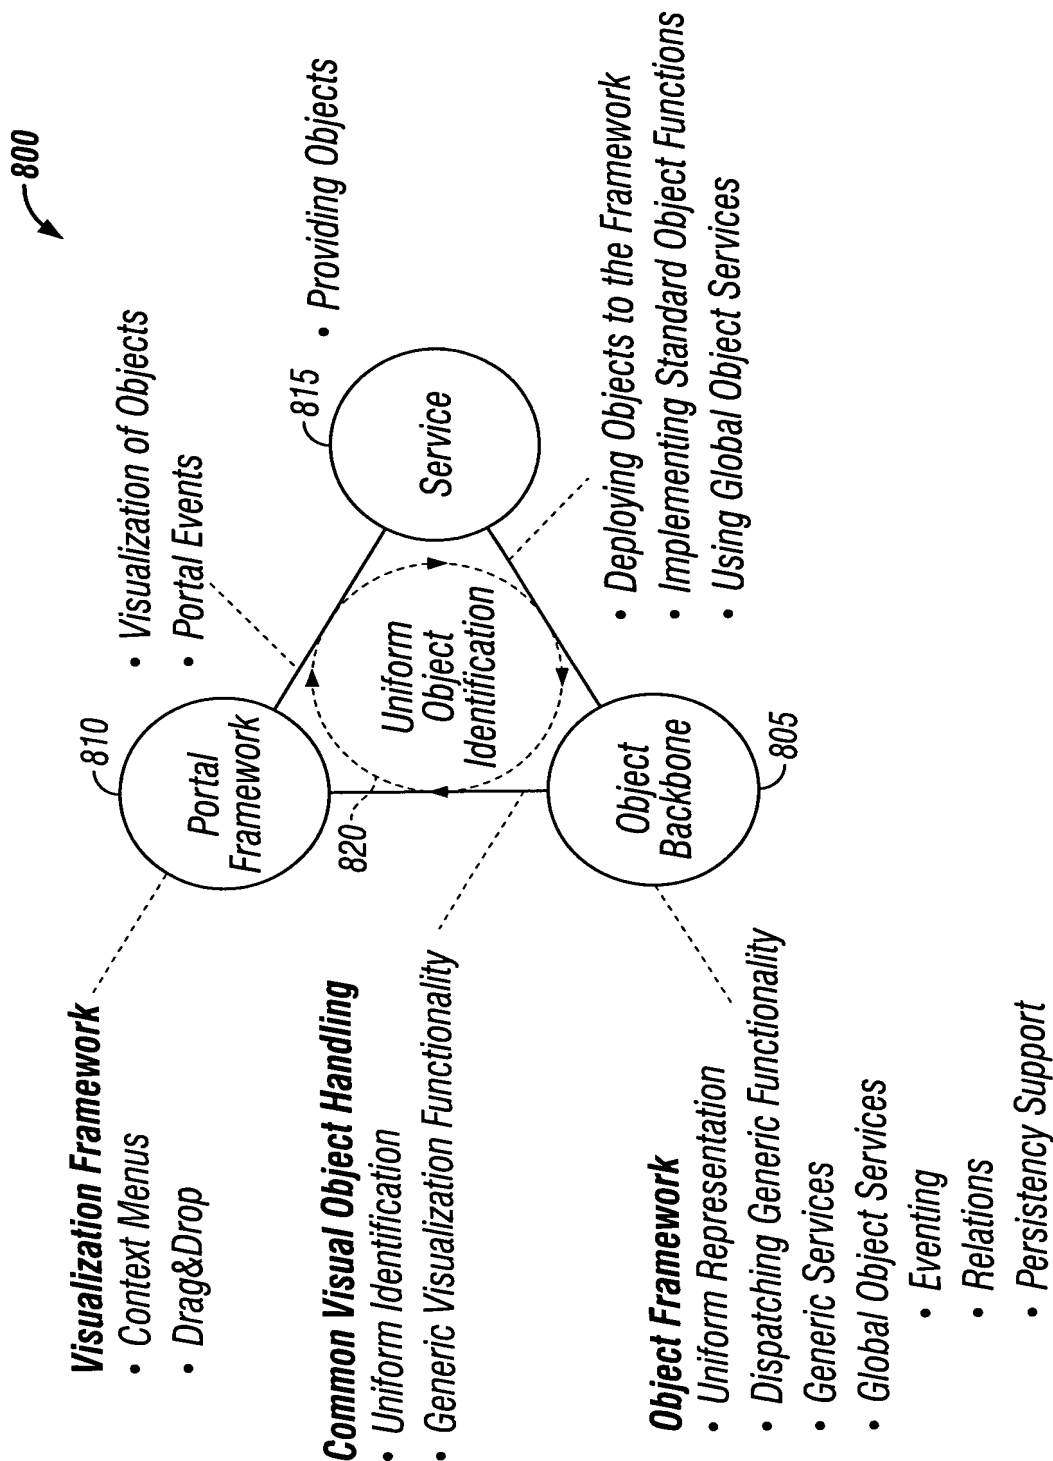 800
Visualization Framework
• Context Menus
• Drag&Drop
810
Portal
Framework
• Visualization of Objects
• Portal Events
815
Service
• Providing Objects
Common Visual Object Handling
• Uniform Identification
• Generic Visualization Functionality
820
Uniform
Object
Identification
• Deploying Objects to the Framework
• Implementing Standard Object Functions
• Using Global Object Services
Object
Backbone
805
Object Framework
• Uniform Representation
• Dispatching Generic Functionality
• Generic Services
• Global Object Services
• Eventing
• Relations
• Persistency Support